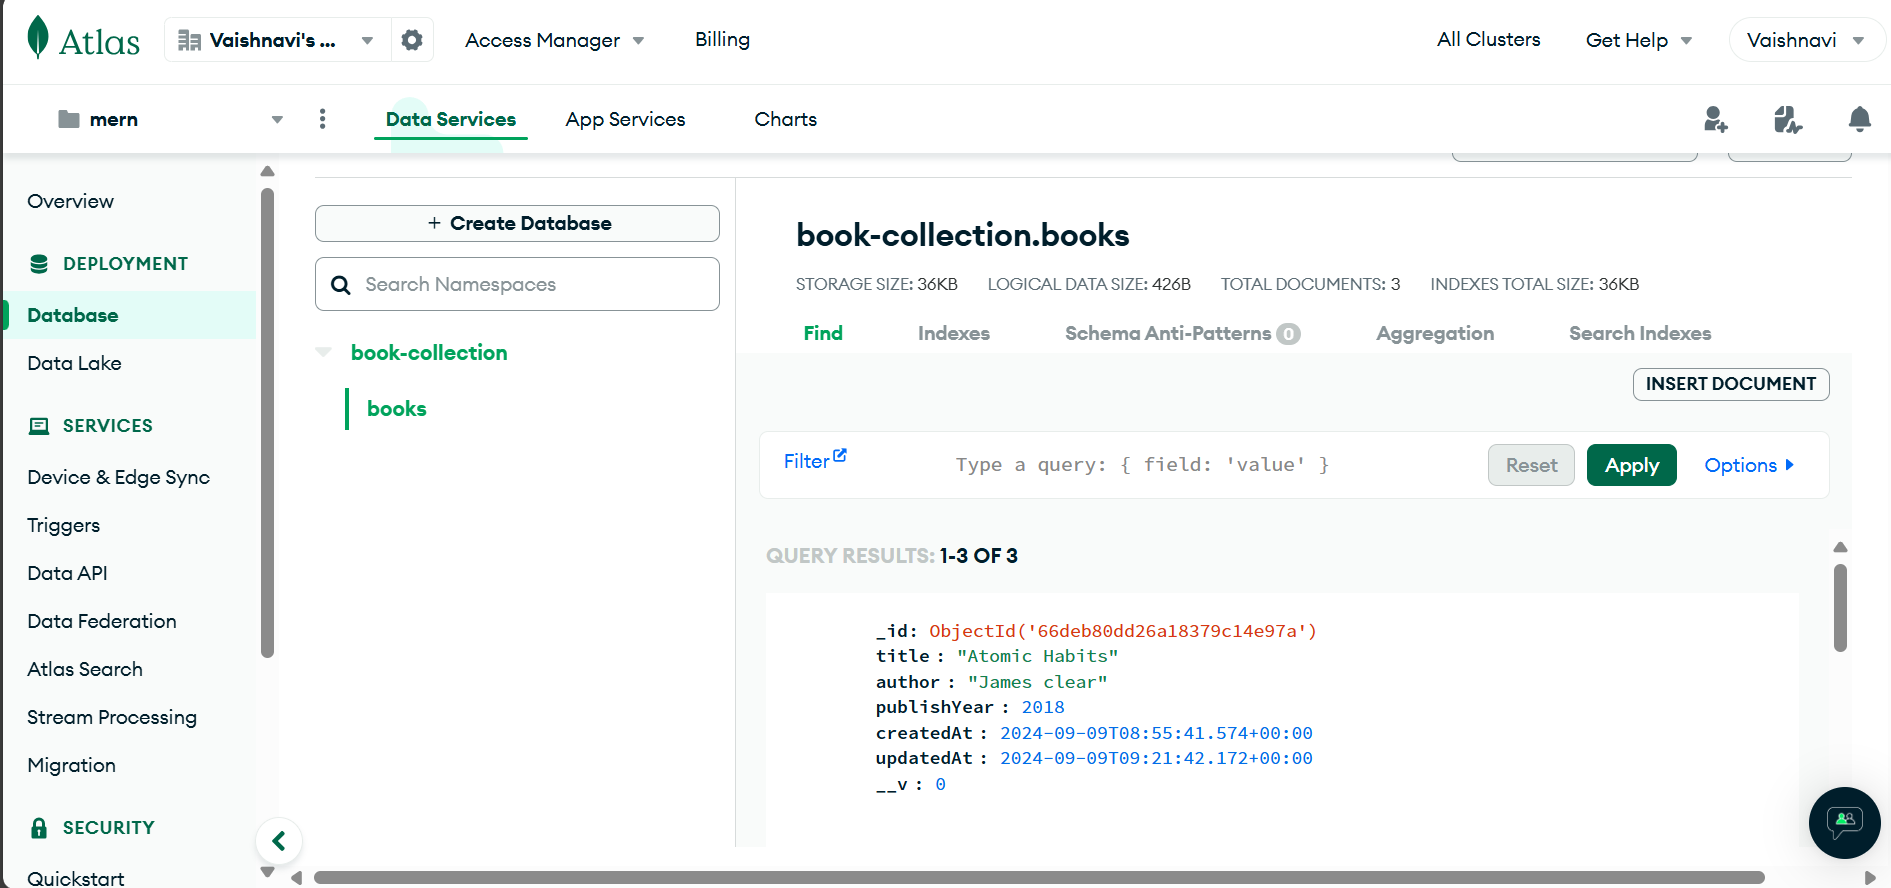 Atlas
Vaishnavi's ...
Access Manager
Billing
All Clusters
Get Help
Vaishnavi
mern
Data Services
App Services
Charts
Overview
DEPLOYMENT
Database
Data Lake
SERVICES
Device & Edge Sync
Triggers
Data API
Data Federation
Atlas Search
Stream Processing
Migration
SECURITY
Quickstart
+ Create Database
Search Namespaces
book-collection
books
book-collection.books
STORAGE SIZE: 36KB LOGICAL DATA SIZE: 426B TOTAL DOCUMENTS: 3 INDEXES TOTAL SIZE: 36KB
Find Indexes Schema Anti-Patterns 0 Aggregation Search Indexes
INSERT DOCUMENT
Filter Type a query: { field: 'value' } Reset Apply Options
QUERY RESULTS: 1-3 OF 3
_id: ObjectId('66deb80dd26a18379c14e97a')
title : "Atomic Habits"
author : "James clear"
publishYear : 2018
createdAt : 2024-09-09T08:55:41.574+00:00
updatedAt : 2024-09-09T09:21:42.172+00:00
__v : 0